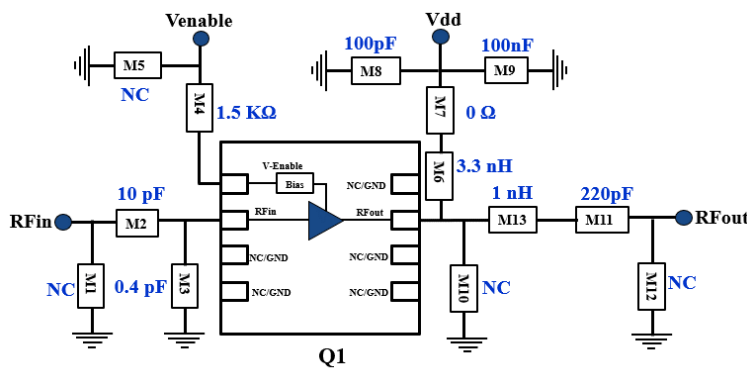 Venable
Vdd
100pF
100nF
M5
M8
M9
NC
M4
1.5 KΩ
M7
0 Ω
V-Enable
Bias
NC/GND
M6
3.3 nH
10 pF
1 nH
220pF
RFin
M2
RFin
RFout
M13
M11
RFout
NC/GND
NC/GND
NC
M1
0.4 pF
M3
NC/GND
NC/GND
M10
NC
M12
NC
Q1